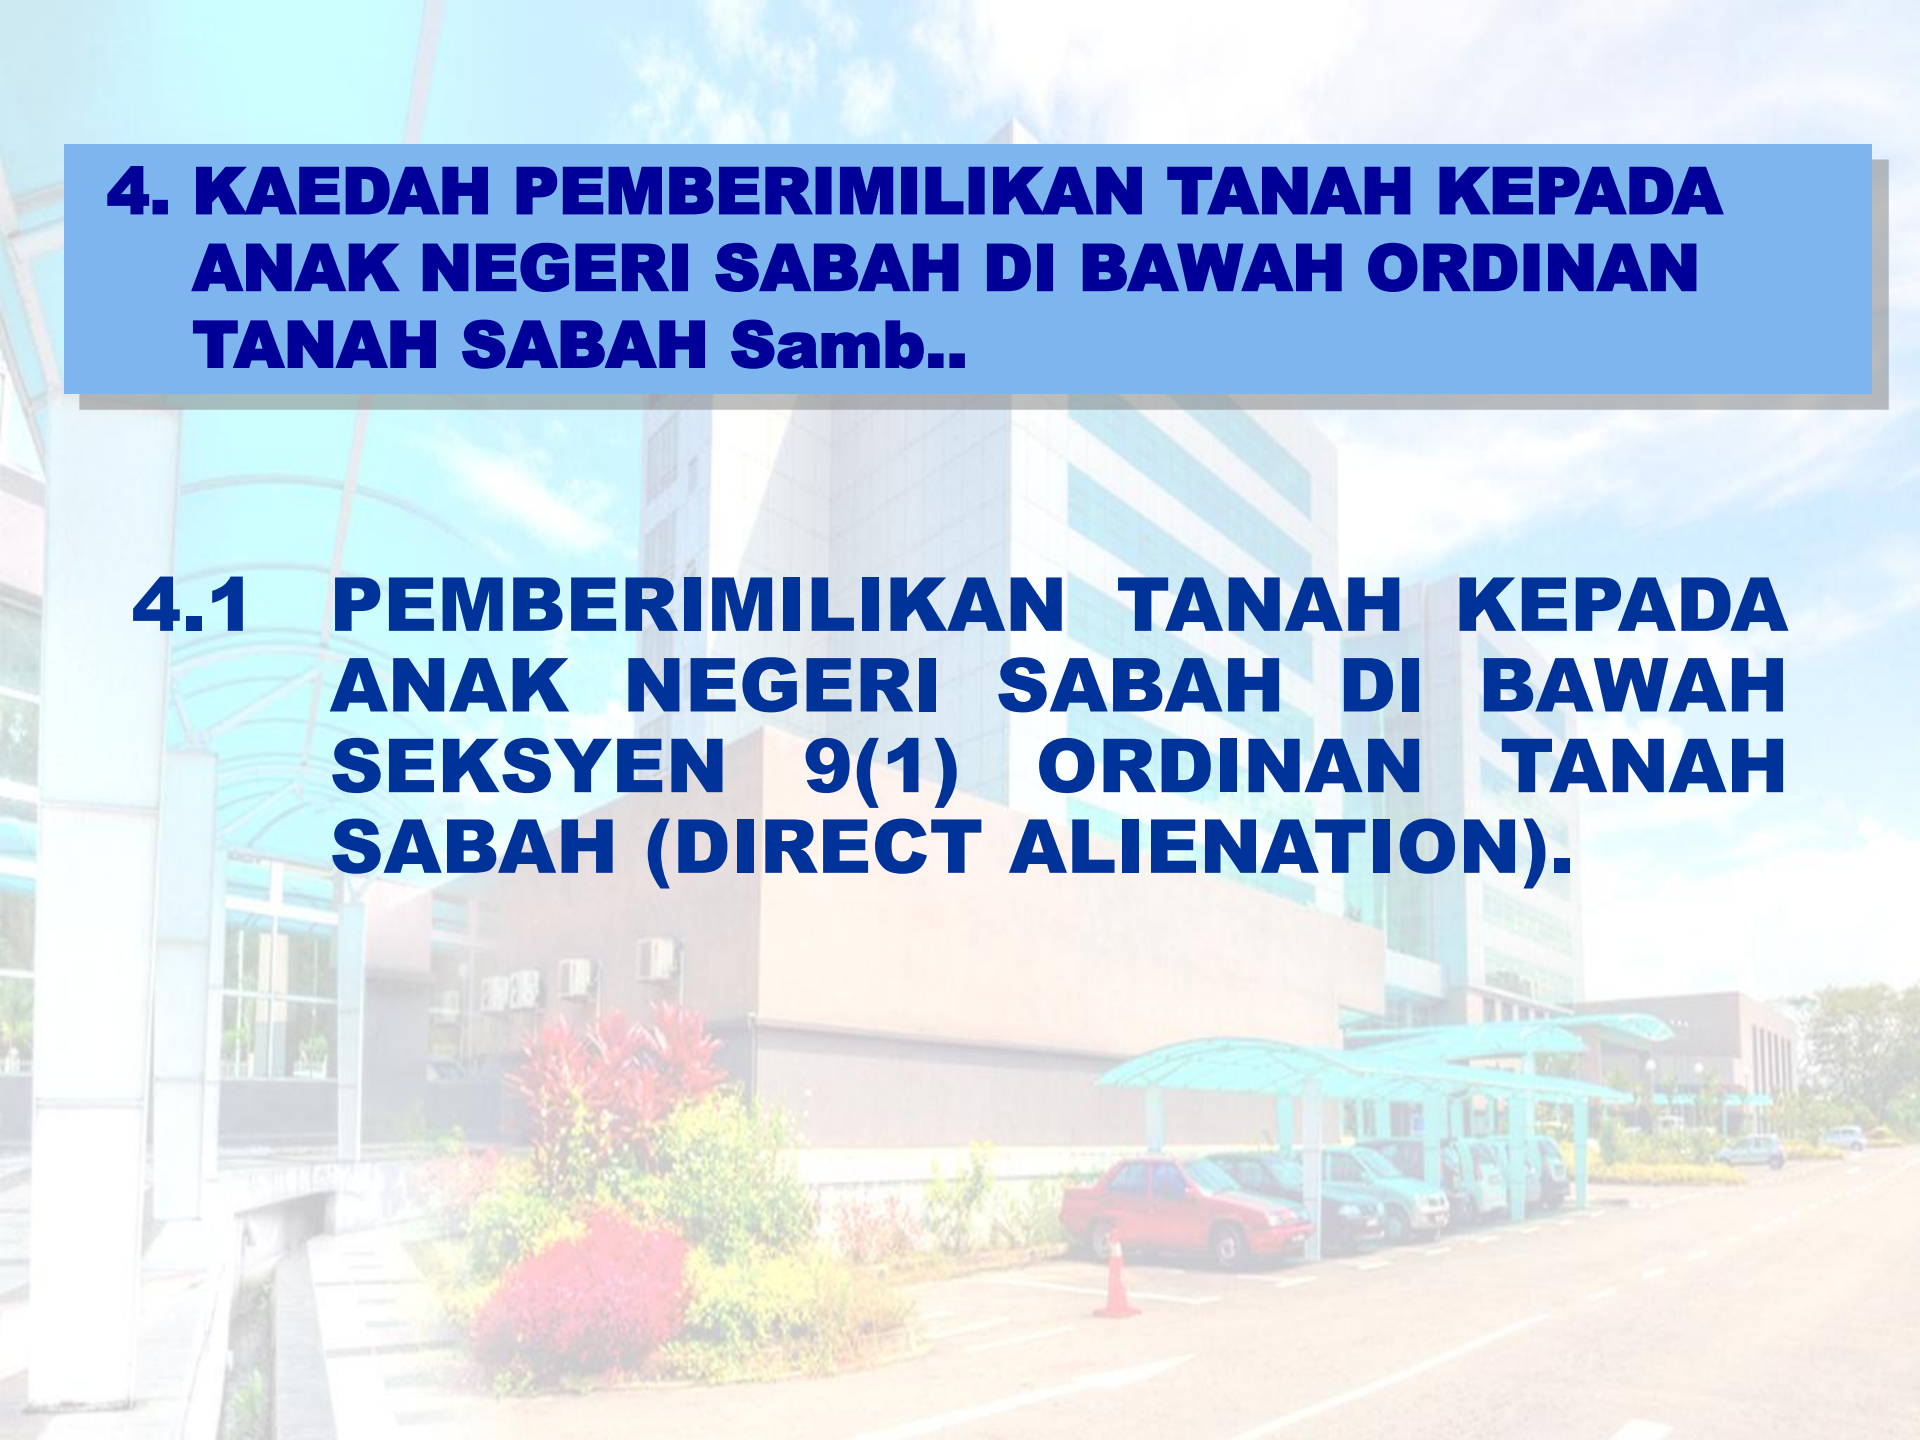 4. KAEDAH PEMBERIMILIKAN TANAH KEPADA
ANAK NEGERI SABAH DI BAWAH ORDINAN
TANAH SABAH Samb..
4.1 PEMBERIMILIKAN TANAH KEPADA
ANAK NEGERI SABAH DI BAWAH
SEKSYEN 9(1) ORDINAN TANAH
SABAH (DIRECT ALIENATION).